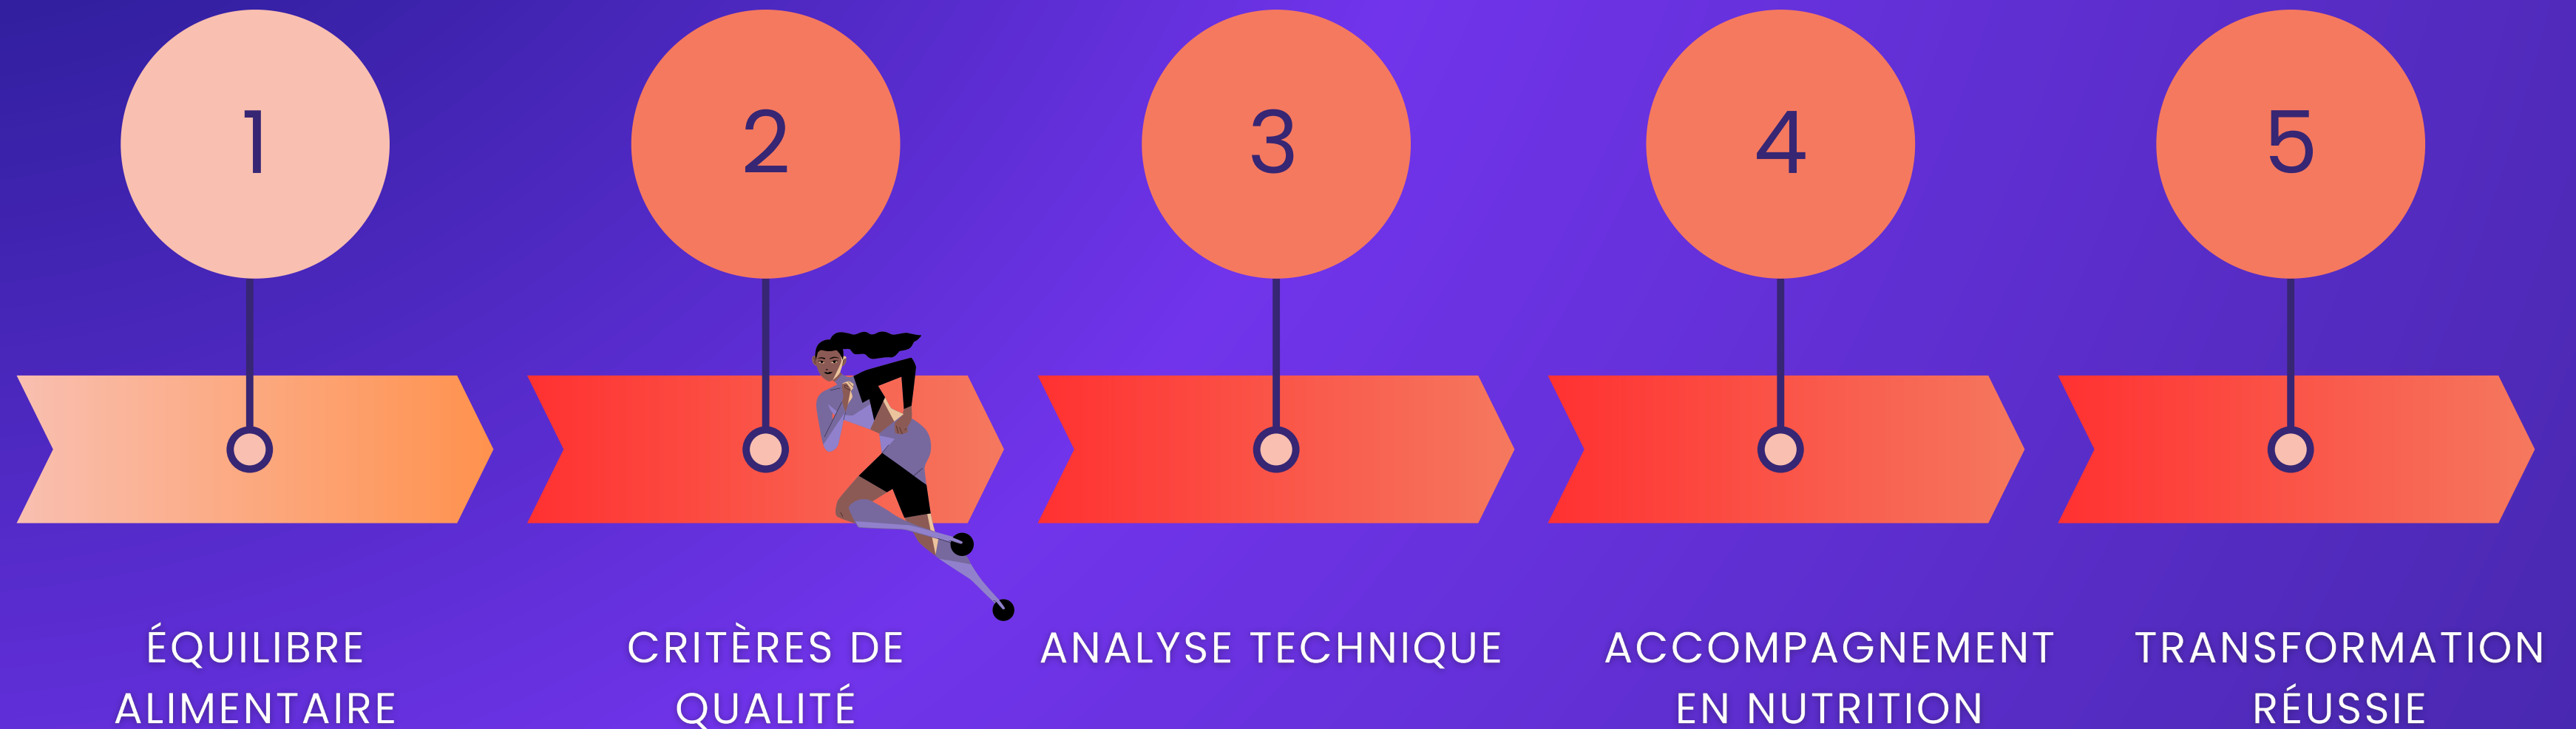 1
2
3
4
5
ÉQUILIBRE
ALIMENTAIRE
CRITÈRES DE
QUALITÉ
ANALYSE TECHNIQUE
ACCOMPAGNEMENT
EN NUTRITION
TRANSFORMATION
RÉUSSIE